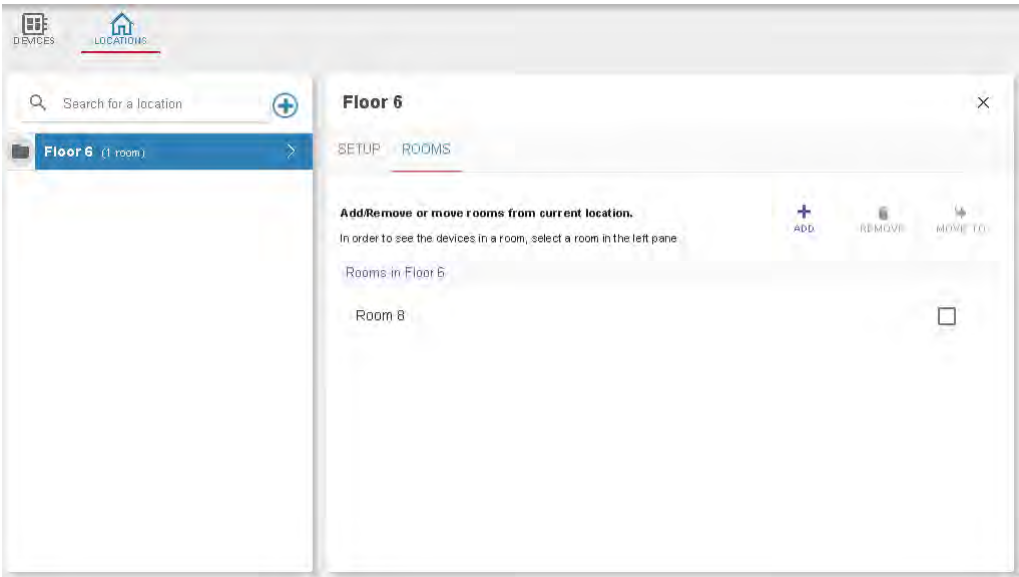 DEVICES
LOCATIONS
Search for a location
Floor 6 (1 room)
Floor 6
SETUP ROOMS
Add/Remove or move rooms from current location.
In order to see the devices in a room, select a room in the left pane
ADD REMOVE MOVE TO
Rooms in Floor 6
Room 8